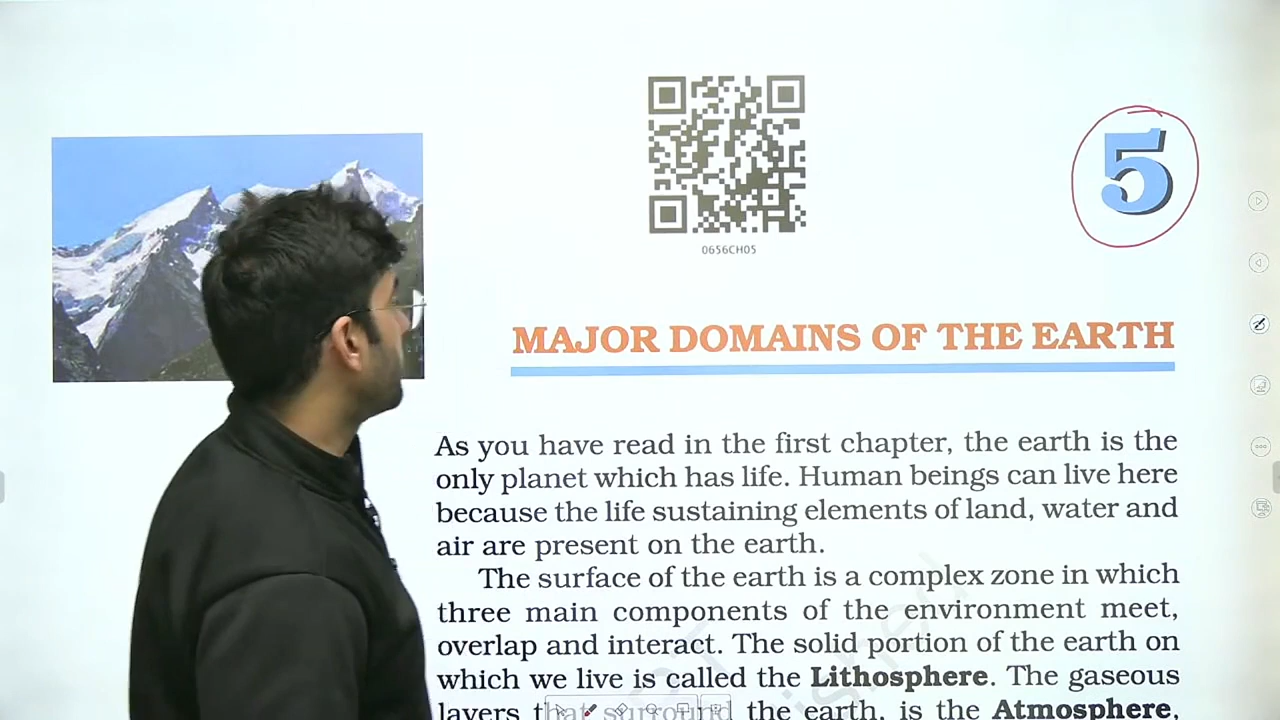 0656CH05
5
MAJOR DOMAINS OF THE EARTH
As you have read in the first chapter, the earth is the
only planet which has life. Human beings can live here
because the life sustaining elements of land, water and
air are present on the earth.
The surface of the earth is a complex zone in which
three main components of the environment meet,
overlap and interact. The solid portion of the earth on
which we live is called the Lithosphere. The gaseous
layers that surround the earth, is the Atmosphere,